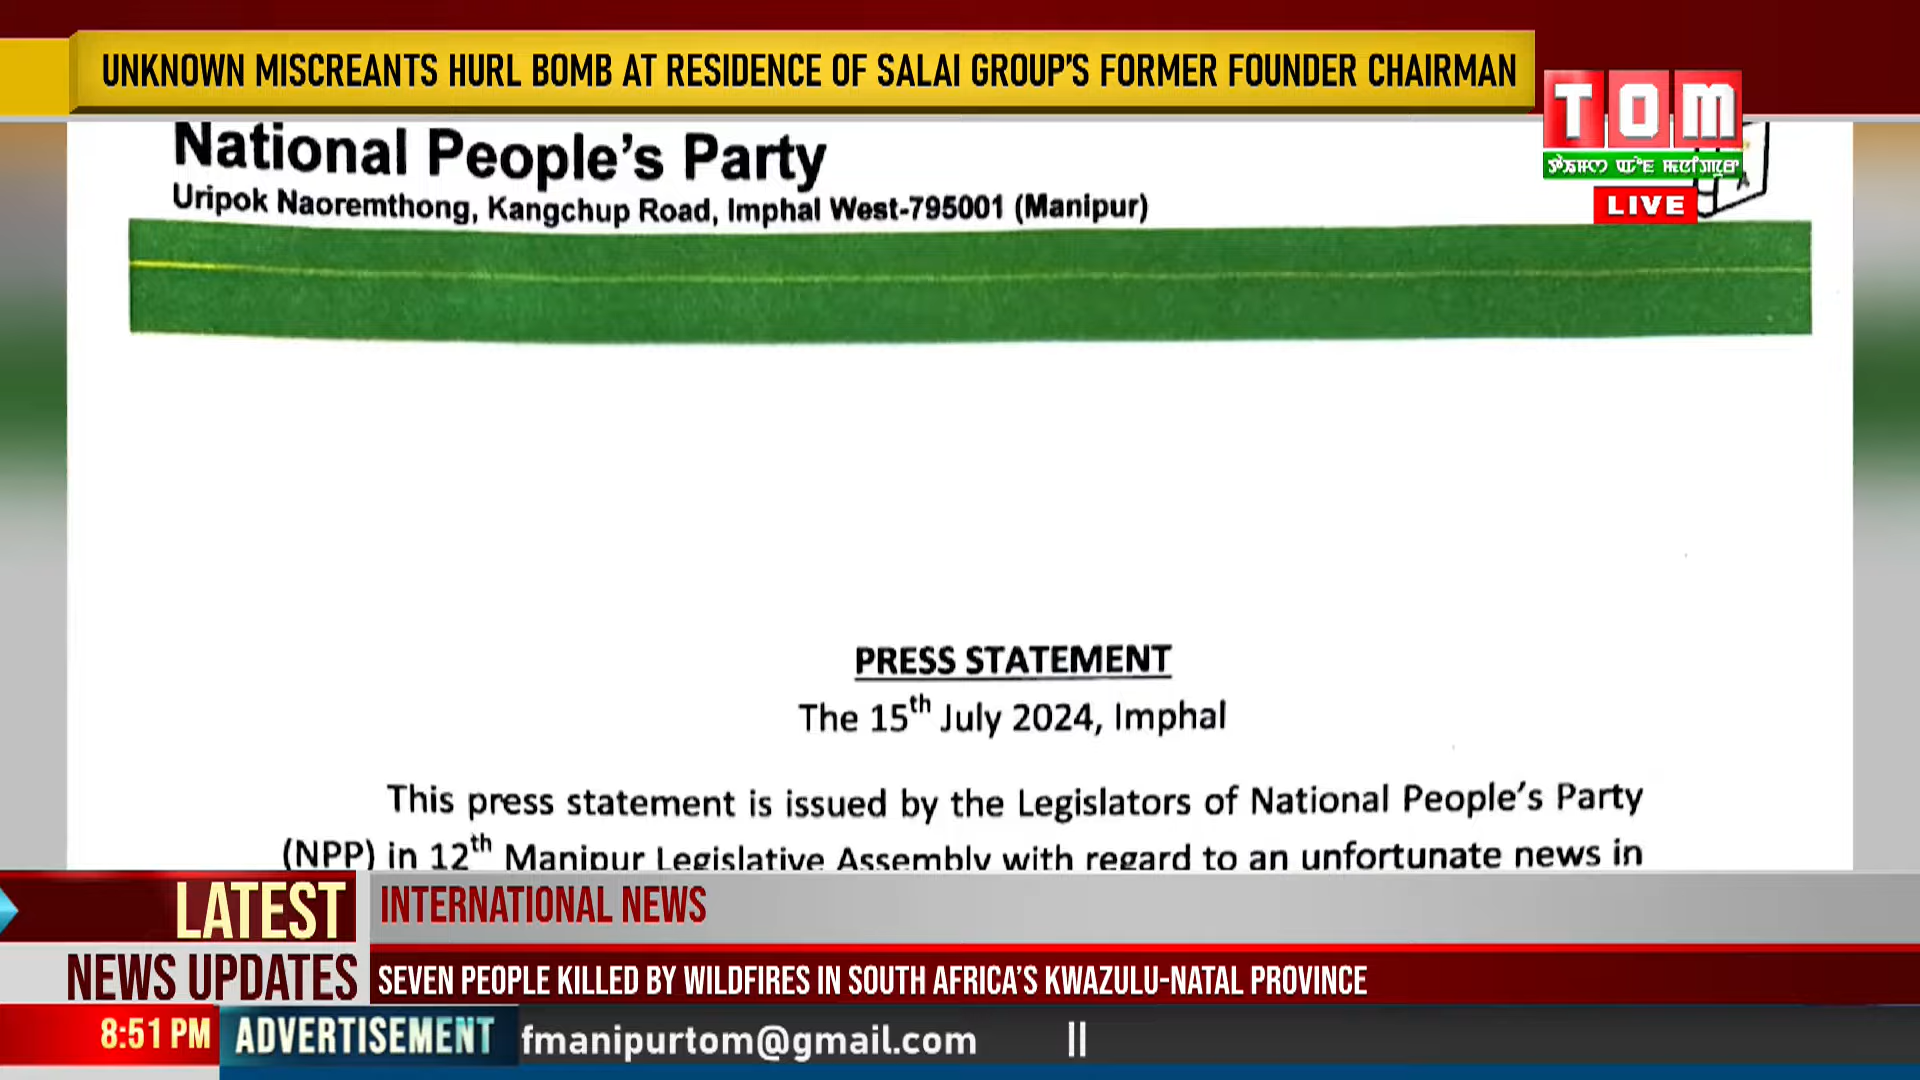 UNKNOWN MISCREANTS HURL BOMB AT RESIDENCE OF SALAI GROUP'S FORMER FOUNDER CHAIRMAN
TOM
LIVE
National People's Party
Uripok Naoremthong, Kangchup Road, Imphal West-795001 (Manipur)
PRESS STATEMENT
The 15th July 2024, Imphal
This press statement is issued by the Legislators of National People's Party
(NPP) in 12th Manipur Legislative Assembly with regard to an unfortunate news in
LATEST
NEWS UPDATES
INTERNATIONAL NEWS
SEVEN PEOPLE KILLED BY WILDFIRES IN SOUTH AFRICA'S KWAZULU-NATAL PROVINCE
8:51 PM
ADVERTISEMENT
fmanipurtom@gmail.com ||